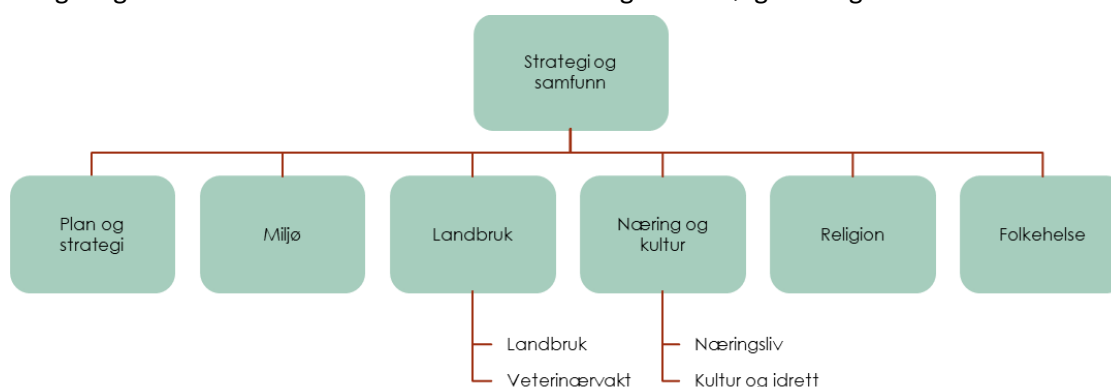 Strategi og
samfunn
Plan og
strategi
Miljø
Landbruk
Næring og
kultur
Religion
Folkehelse
Landbruk
Veterinærvakt
Næringsliv
Kultur og idrett